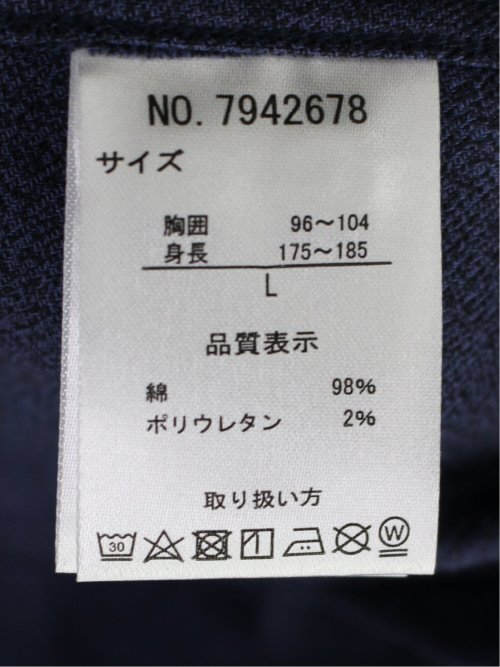 NO. 7942678
サイズ
胸囲 96〜104
身長 175〜185
L
品質表示
綿 98%
ポリウレタン 2%
取り扱い方
30 W